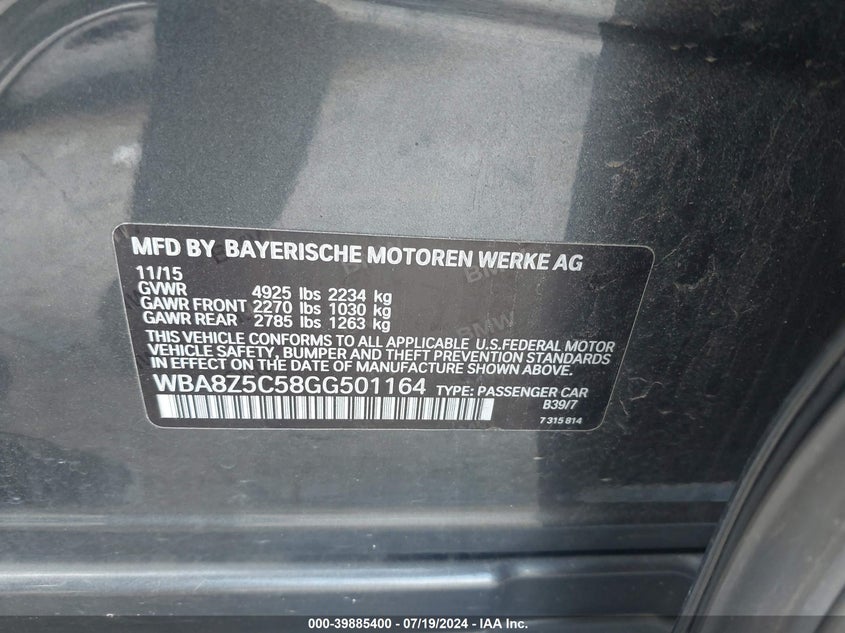 MFD BY BAYERISCHE MOTOREN WERKE AG
11/15
GVWR 4925 lbs 2234 kg
GAWR FRONT 2270 lbs 1030 kg
GAWR REAR 2785 lbs 1263 kg
THIS VEHICLE CONFORMS TO ALL APPLICABLE U.S.FEDERAL MOTOR
VEHICLE SAFETY, BUMPER AND THEFT PREVENTION STANDARDS
IN EFFECT ON THE DATE OF MANUFACTURE SHOWN ABOVE.
WBA8Z5C58GG501164 TYPE: PASSENGER CAR
B39/7
7 315 814
BMW
000-39885400 / 07/19/2024 - IAA Inc.